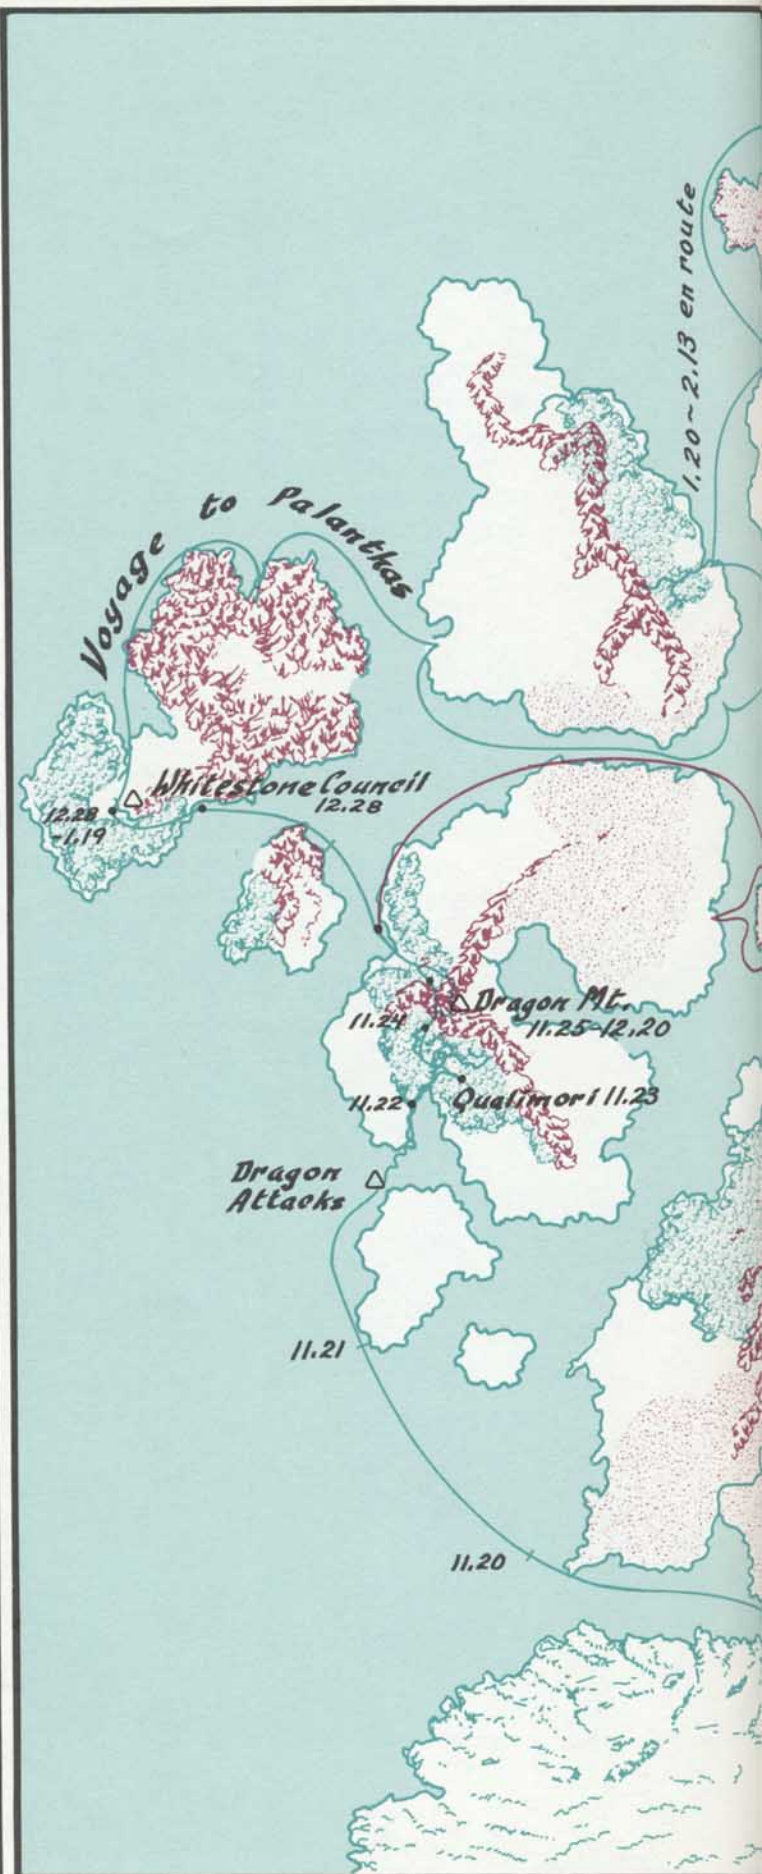 1.20~2.13 en route
Voyage to Palanthas
Whitestone Council
12.28
12.28
-1.19
Dragon Mt.
11.25-12.20
11.24
Qualimori 11.23
11.22
Dragon
Attacks
11.21
11.20